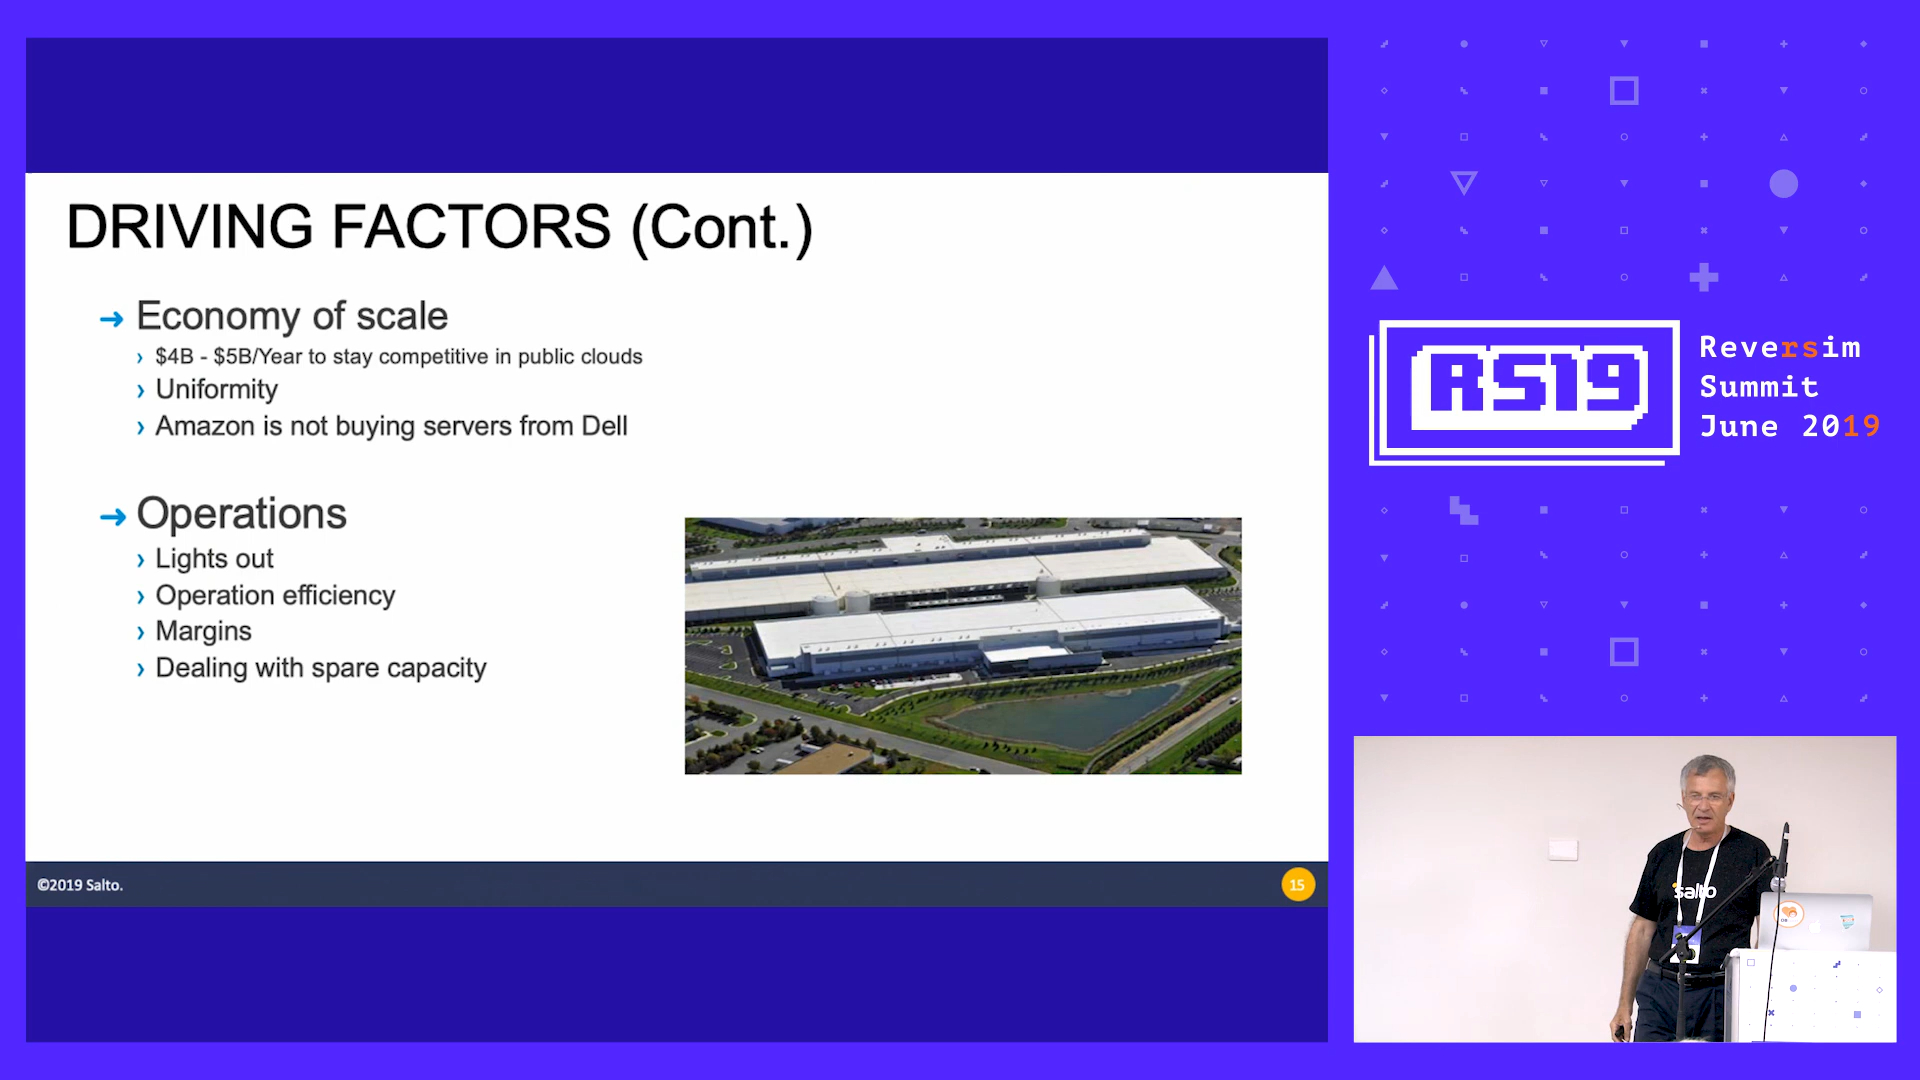 DRIVING FACTORS (Cont.)
➔ Economy of scale
› $4B - $5B/Year to stay competitive in public clouds
› Uniformity
› Amazon is not buying servers from Dell
➔ Operations
› Lights out
› Operation efficiency
› Margins
› Dealing with spare capacity
©2019 Salto.
15
RS19
Reversim
Summit
June 2019
salto